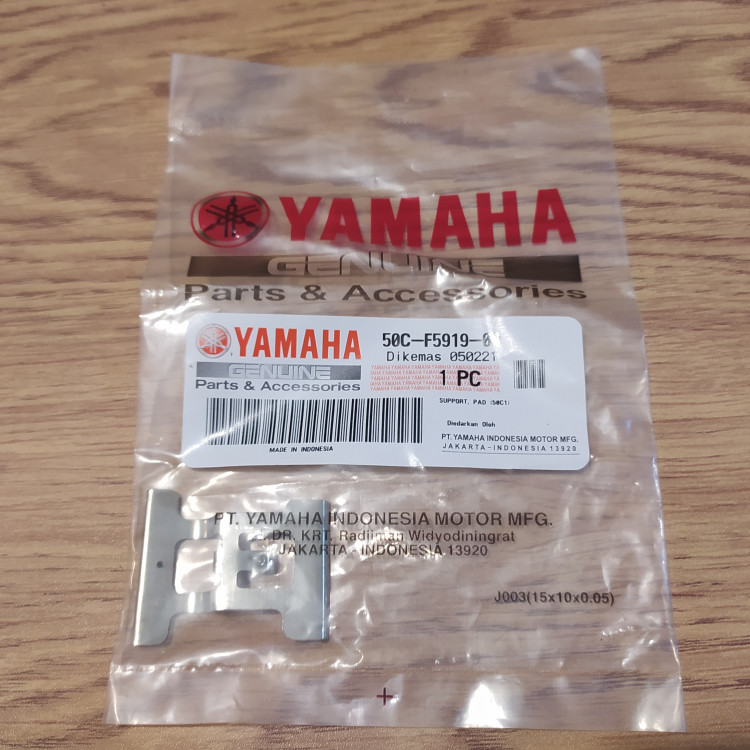 YAMAHA
GENUINE
Parts & Accessories
YAMAHA
GENUINE
Parts & Accessories
MADE IN INDONESIA
50C-F5919-0
Dikemas 050221
1 PC
SUPPORT, PAD (50C1)
Diedarkan Oleh
PT. YAMAHA INDONESIA MOTOR MFG.
JAKARTA-INDONESIA 13920
PT. YAMAHA INDONESIA MOTOR MFG.
DR. KRT. Radjiman Widyodiningrat
JAKARTA - INDONESIA 13920
J003(15x10x0.05)